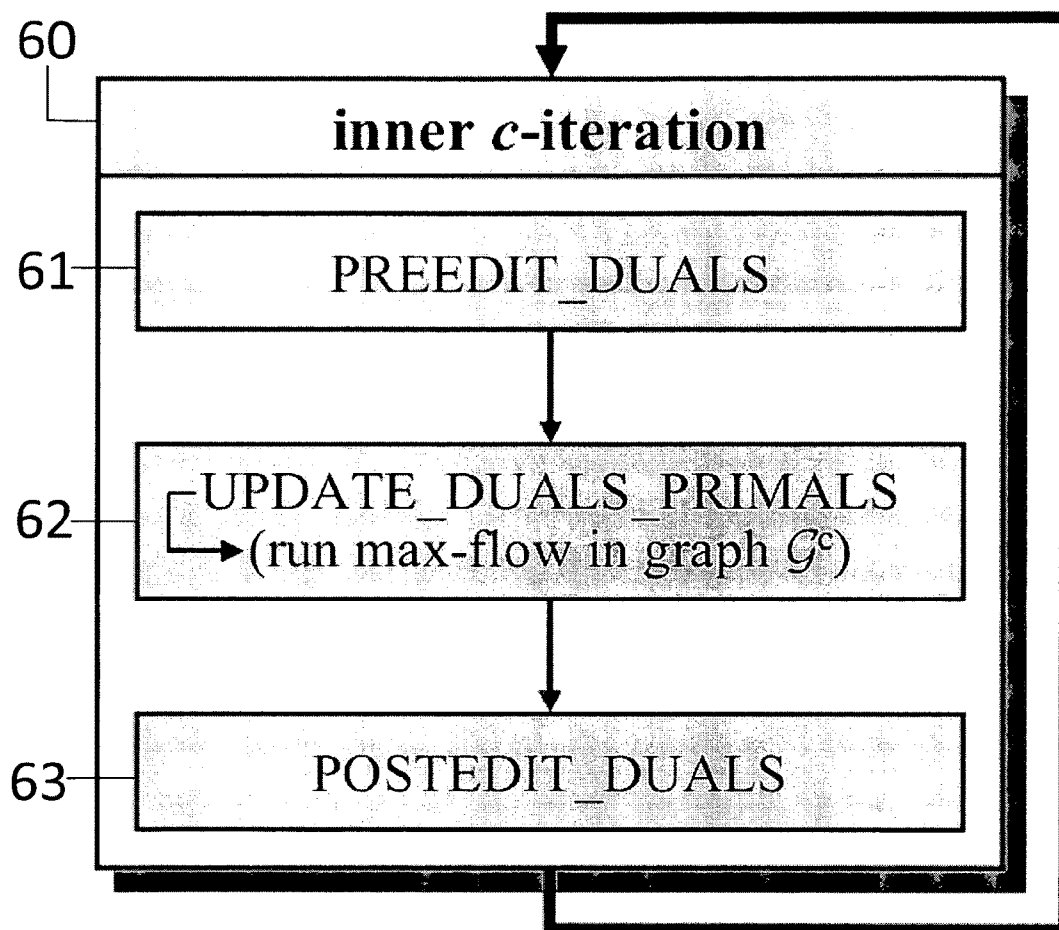 60
inner c-iteration
61
PREEDIT_DUALS
62
UPDATE_DUALS_PRIMALS
(run max-flow in graph 𝒢ᶜ)
63
POSTEDIT_DUALS